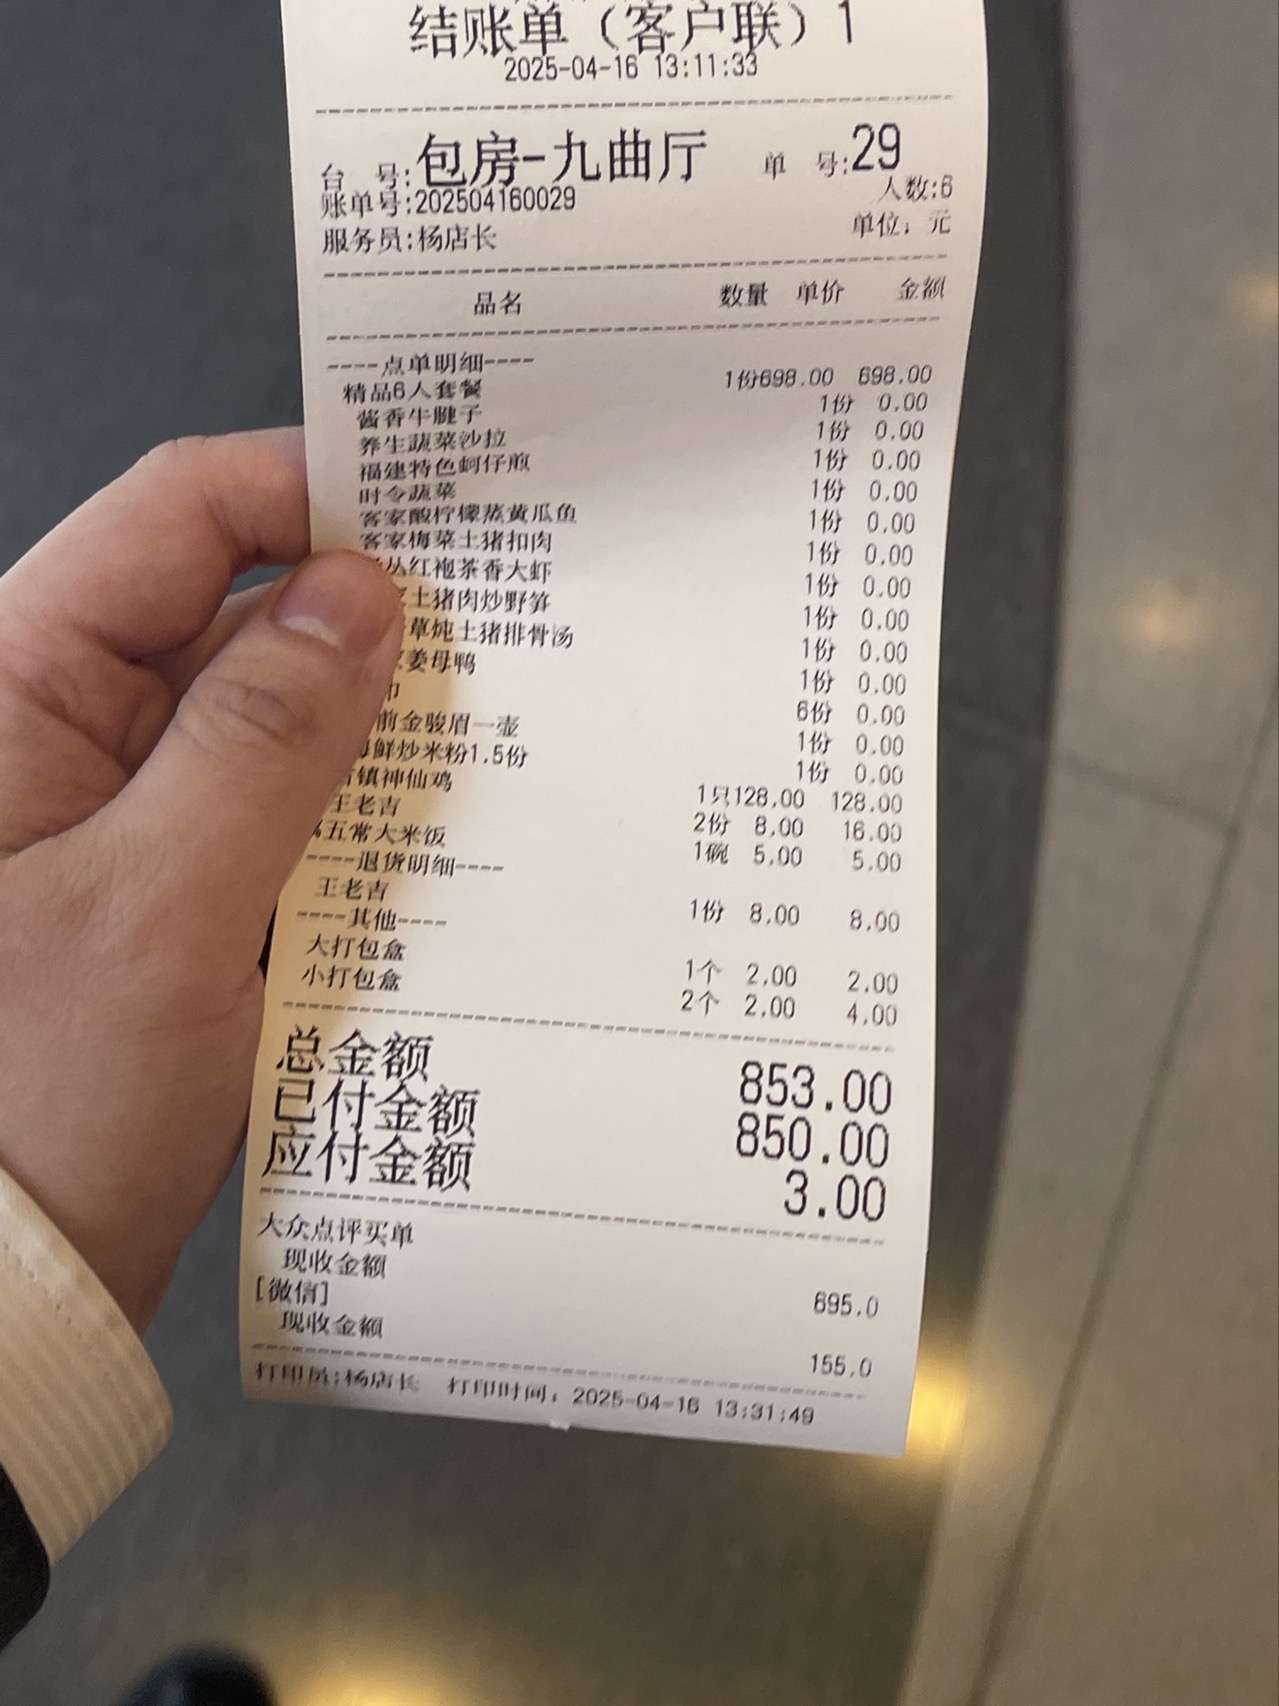 结账单（客户联）1
2025-04-16 13:11:33
台 号:包房-九曲厅 单 号:29
账单号:202504160029 人数:6
服务员:杨店长 单位：元
品名 数量 单价 金额
----点单明细----
精品6人套餐 1份698.00 698.00
酱香牛腱子 1份 0.00
养生蔬菜沙拉 1份 0.00
福建特色蚵仔煎 1份 0.00
时令蔬菜 1份 0.00
客家酸柠檬蒸黄瓜鱼 1份 0.00
客家梅菜土猪扣肉 1份 0.00
丛红袍茶香大虾 1份 0.00
土猪肉炒野笋 1份 0.00
草炖土猪排骨汤 1份 0.00
姜母鸭 1份 0.00
6份 0.00
前金骏眉一壶 1份 0.00
鲜炒米粉1.5份 1份 0.00
镇神仙鸡 1只128.00 128.00
王老吉 2份 8.00 16.00
五常大米饭 1碗 5.00 5.00
----退货明细----
王老吉 1份 8.00 8.00
----其他----
大打包盒 1个 2.00 2.00
小打包盒 2个 2.00 4.00
总金额 853.00
已付金额 850.00
应付金额 3.00
大众点评买单
现收金额 695.0
[微信]
现收金额 155.0
打印员:杨店长 打印时间：2025-04-16 13:31:49